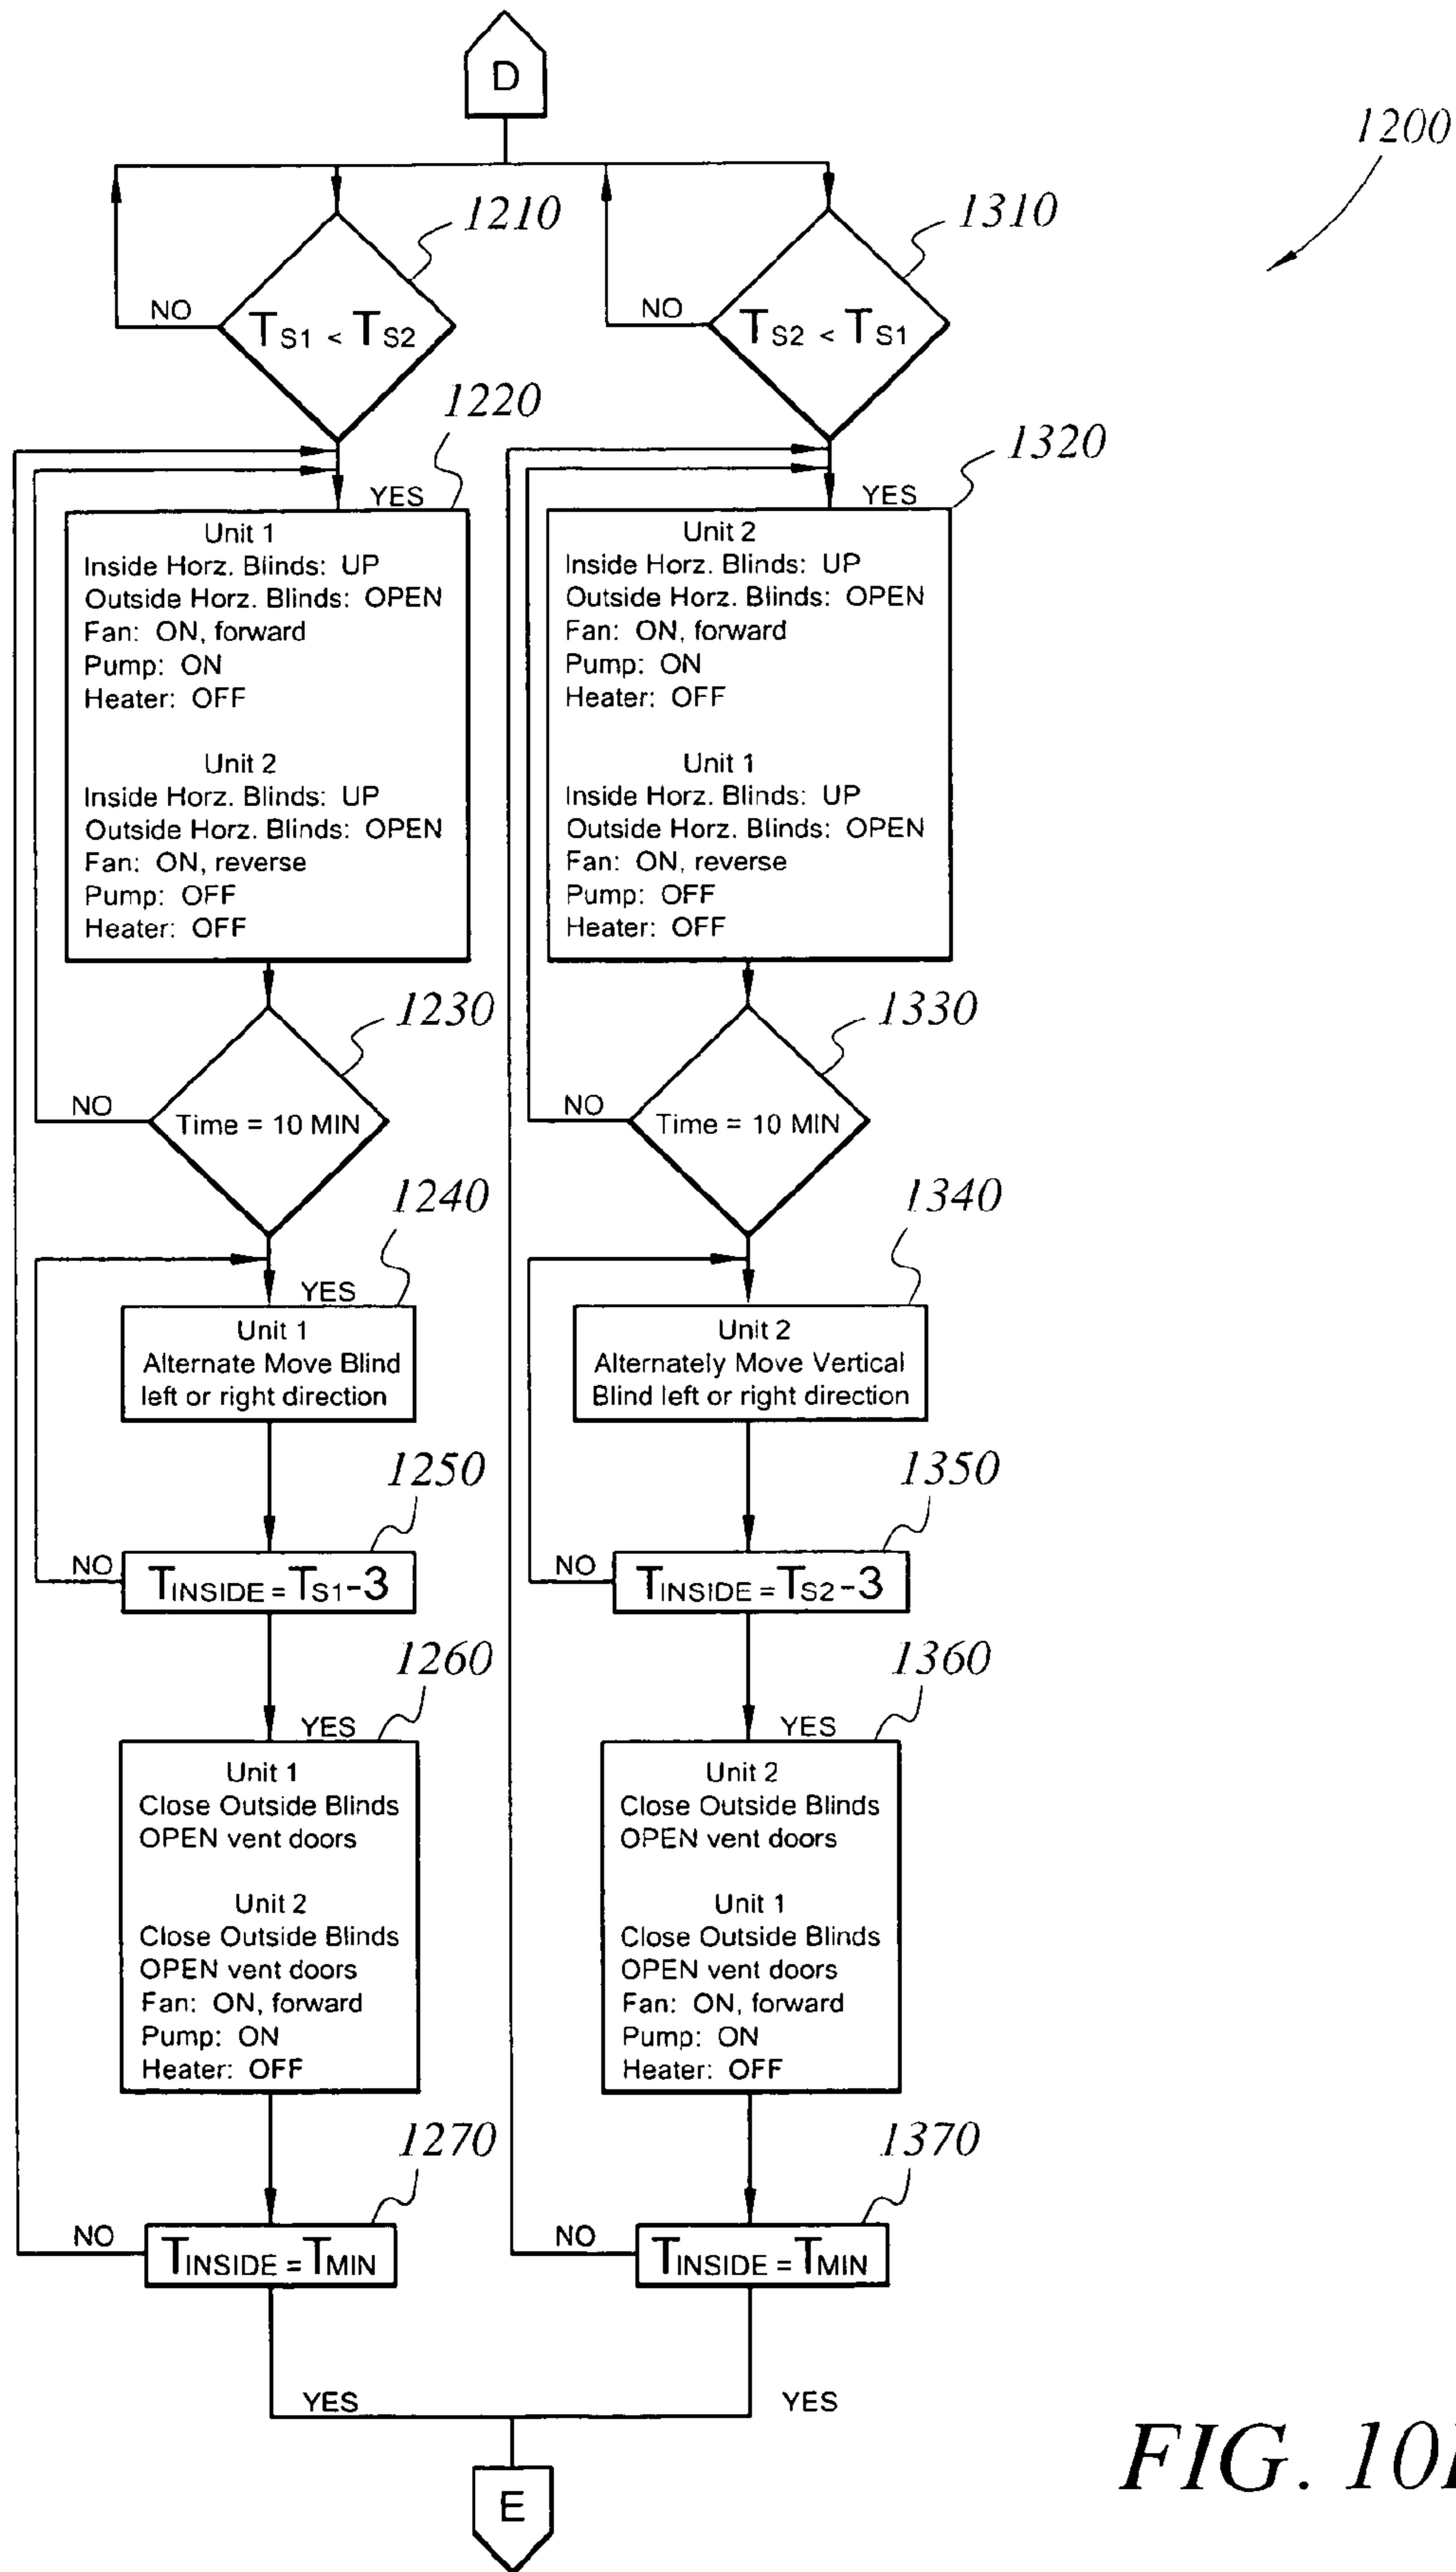 D
1200
1210
NO
TS1 < TS2
1310
NO
TS2 < TS1
1220
YES
Unit 1
Inside Horz. Blinds: UP
Outside Horz. Blinds: OPEN
Fan: ON, forward
Pump: ON
Heater: OFF
Unit 2
Inside Horz. Blinds: UP
Outside Horz. Blinds: OPEN
Fan: ON, reverse
Pump: OFF
Heater: OFF
1320
YES
Unit 2
Inside Horz. Blinds: UP
Outside Horz. Blinds: OPEN
Fan: ON, forward
Pump: ON
Heater: OFF
Unit 1
Inside Horz. Blinds: UP
Outside Horz. Blinds: OPEN
Fan: ON, reverse
Pump: OFF
Heater: OFF
1230
NO
Time = 10 MIN
1330
NO
Time = 10 MIN
1240
YES
Unit 1
Alternate Move Blind
left or right direction
1340
Unit 2
Alternately Move Vertical
Blind left or right direction
1250
NO
TINSIDE = TS1-3
1350
NO
TINSIDE = TS2-3
1260
YES
Unit 1
Close Outside Blinds
OPEN vent doors
Unit 2
Close Outside Blinds
OPEN vent doors
Fan: ON, forward
Pump: ON
Heater: OFF
1360
YES
Unit 2
Close Outside Blinds
OPEN vent doors
Unit 1
Close Outside Blinds
OPEN vent doors
Fan: ON, forward
Pump: ON
Heater: OFF
1270
NO
TINSIDE = TMIN
1370
NO
TINSIDE = TMIN
YES
YES
E
FIG.